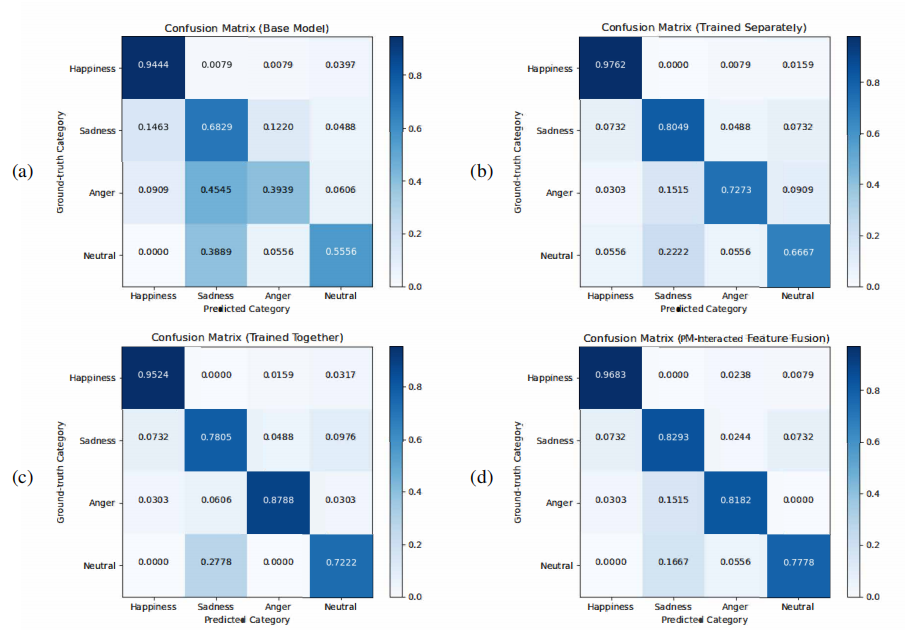 Confusion Matrix (Base Model)
Happiness 0.9444 0.0079 0.0079 0.0397
Sadness 0.1463 0.6829 0.1220 0.0488
Anger 0.0909 0.4545 0.3939 0.0606
Neutral 0.0000 0.3889 0.0556 0.5556
Happiness Sadness Anger Neutral
Predicted Category
Ground-truth Category
0.8
0.6
0.4
0.2
0.0
(a)
Confusion Matrix (Trained Separately)
Happiness 0.9762 0.0000 0.0079 0.0159
Sadness 0.0732 0.8049 0.0488 0.0732
Anger 0.0303 0.1515 0.7273 0.0909
Neutral 0.0556 0.2222 0.0556 0.6667
Happiness Sadness Anger Neutral
Predicted Category
Ground-truth Category
0.8
0.6
0.4
0.2
0.0
(b)
Confusion Matrix (Trained Together)
Happiness 0.9524 0.0000 0.0159 0.0317
Sadness 0.0732 0.7805 0.0488 0.0976
Anger 0.0303 0.0606 0.8788 0.0303
Neutral 0.0000 0.2778 0.0000 0.7222
Happiness Sadness Anger Neutral
Predicted Category
Ground-truth Category
0.8
0.6
0.4
0.2
0.0
(c)
Confusion Matrix (PM-Interacted Feature Fusion)
Happiness 0.9683 0.0000 0.0238 0.0079
Sadness 0.0732 0.8293 0.0244 0.0732
Anger 0.0303 0.1515 0.8182 0.0000
Neutral 0.0000 0.1667 0.0556 0.7778
Happiness Sadness Anger Neutral
Predicted Category
Ground-truth Category
0.8
0.6
0.4
0.2
0.0
(d)